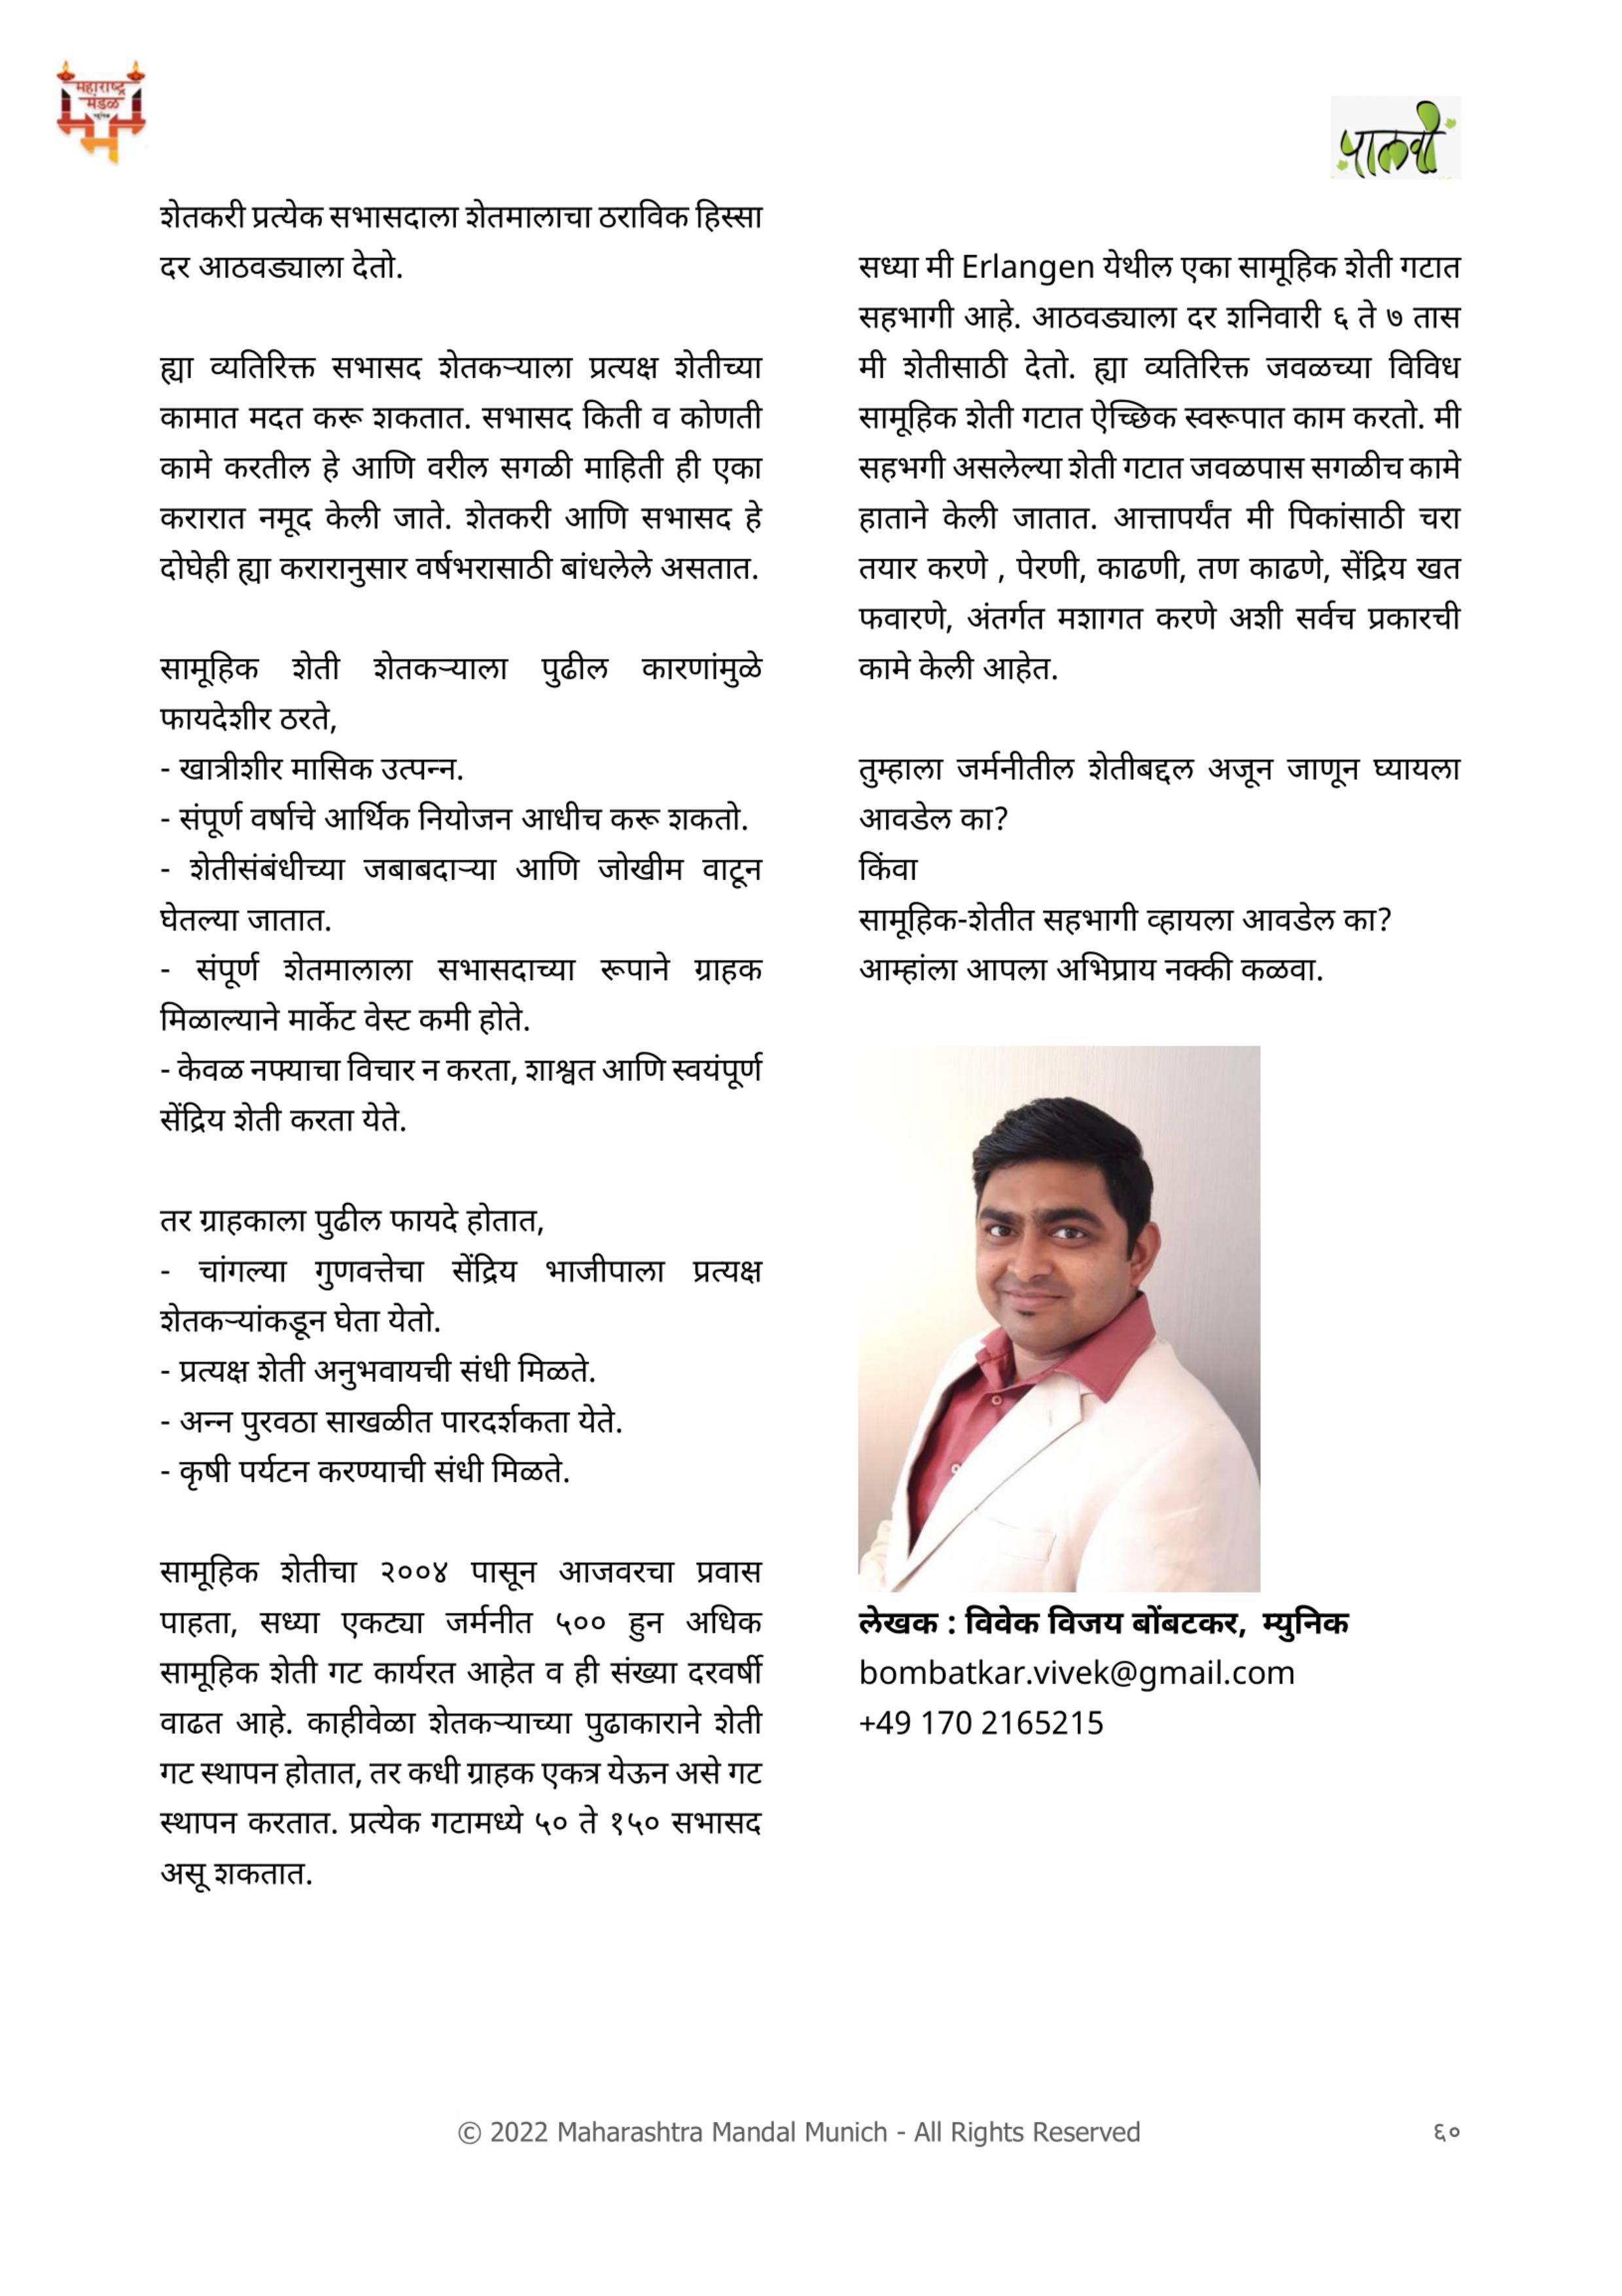 महाराष्ट्र
मंडळ
म्युनिक
पालवी
शेतकरी प्रत्येक सभासदाला शेतमालाचा ठराविक हिस्सा
दर आठवड्याला देतो.
ह्या व्यतिरिक्त सभासद शेतकऱ्याला प्रत्यक्ष शेतीच्या
कामात मदत करू शकतात. सभासद किती व कोणती
कामे करतील हे आणि वरील सगळी माहिती ही एका
करारात नमूद केली जाते. शेतकरी आणि सभासद हे
दोघेही ह्या करारानुसार वर्षभरासाठी बांधलेले असतात.
सामूहिक शेती शेतकऱ्याला पुढील कारणांमुळे
फायदेशीर ठरते,
- खात्रीशीर मासिक उत्पन्न.
- संपूर्ण वर्षाचे आर्थिक नियोजन आधीच करू शकतो.
- शेतीसंबंधीच्या जबाबदाऱ्या आणि जोखीम वाटून
घेतल्या जातात.
- संपूर्ण शेतमालाला सभासदाच्या रूपाने ग्राहक
मिळाल्याने मार्केट वेस्ट कमी होते.
- केवळ नफ्याचा विचार न करता, शाश्वत आणि स्वयंपूर्ण
सेंद्रिय शेती करता येते.
तर ग्राहकाला पुढील फायदे होतात,
- चांगल्या गुणवत्तेचा सेंद्रिय भाजीपाला प्रत्यक्ष
शेतकऱ्यांकडून घेता येतो.
- प्रत्यक्ष शेती अनुभवायची संधी मिळते.
- अन्न पुरवठा साखळीत पारदर्शकता येते.
- कृषी पर्यटन करण्याची संधी मिळते.
सामूहिक शेतीचा २००४ पासून आजवरचा प्रवास
पाहता, सध्या एकट्या जर्मनीत ५०० हुन अधिक
सामूहिक शेती गट कार्यरत आहेत व ही संख्या दरवर्षी
वाढत आहे. काहीवेळा शेतकऱ्याच्या पुढाकाराने शेती
गट स्थापन होतात, तर कधी ग्राहक एकत्र येऊन असे गट
स्थापन करतात. प्रत्येक गटामध्ये ५० ते १५० सभासद
असू शकतात.
सध्या मी Erlangen येथील एका सामूहिक शेती गटात
सहभागी आहे. आठवड्याला दर शनिवारी ६ ते ७ तास
मी शेतीसाठी देतो. ह्या व्यतिरिक्त जवळच्या विविध
सामूहिक शेती गटात ऐच्छिक स्वरूपात काम करतो. मी
सहभगी असलेल्या शेती गटात जवळपास सगळीच कामे
हाताने केली जातात. आत्तापर्यंत मी पिकांसाठी चरा
तयार करणे , पेरणी, काढणी, तण काढणे, सेंद्रिय खत
फवारणे, अंतर्गत मशागत करणे अशी सर्वच प्रकारची
कामे केली आहेत.
तुम्हाला जर्मनीतील शेतीबद्दल अजून जाणून घ्यायला
आवडेल का?
किंवा
सामूहिक-शेतीत सहभागी व्हायला आवडेल का?
आम्हांला आपला अभिप्राय नक्की कळवा.
लेखक : विवेक विजय बोंबटकर, म्युनिक
bombatkar.vivek@gmail.com
+49 170 2165215
© 2022 Maharashtra Mandal Munich - All Rights Reserved
६०